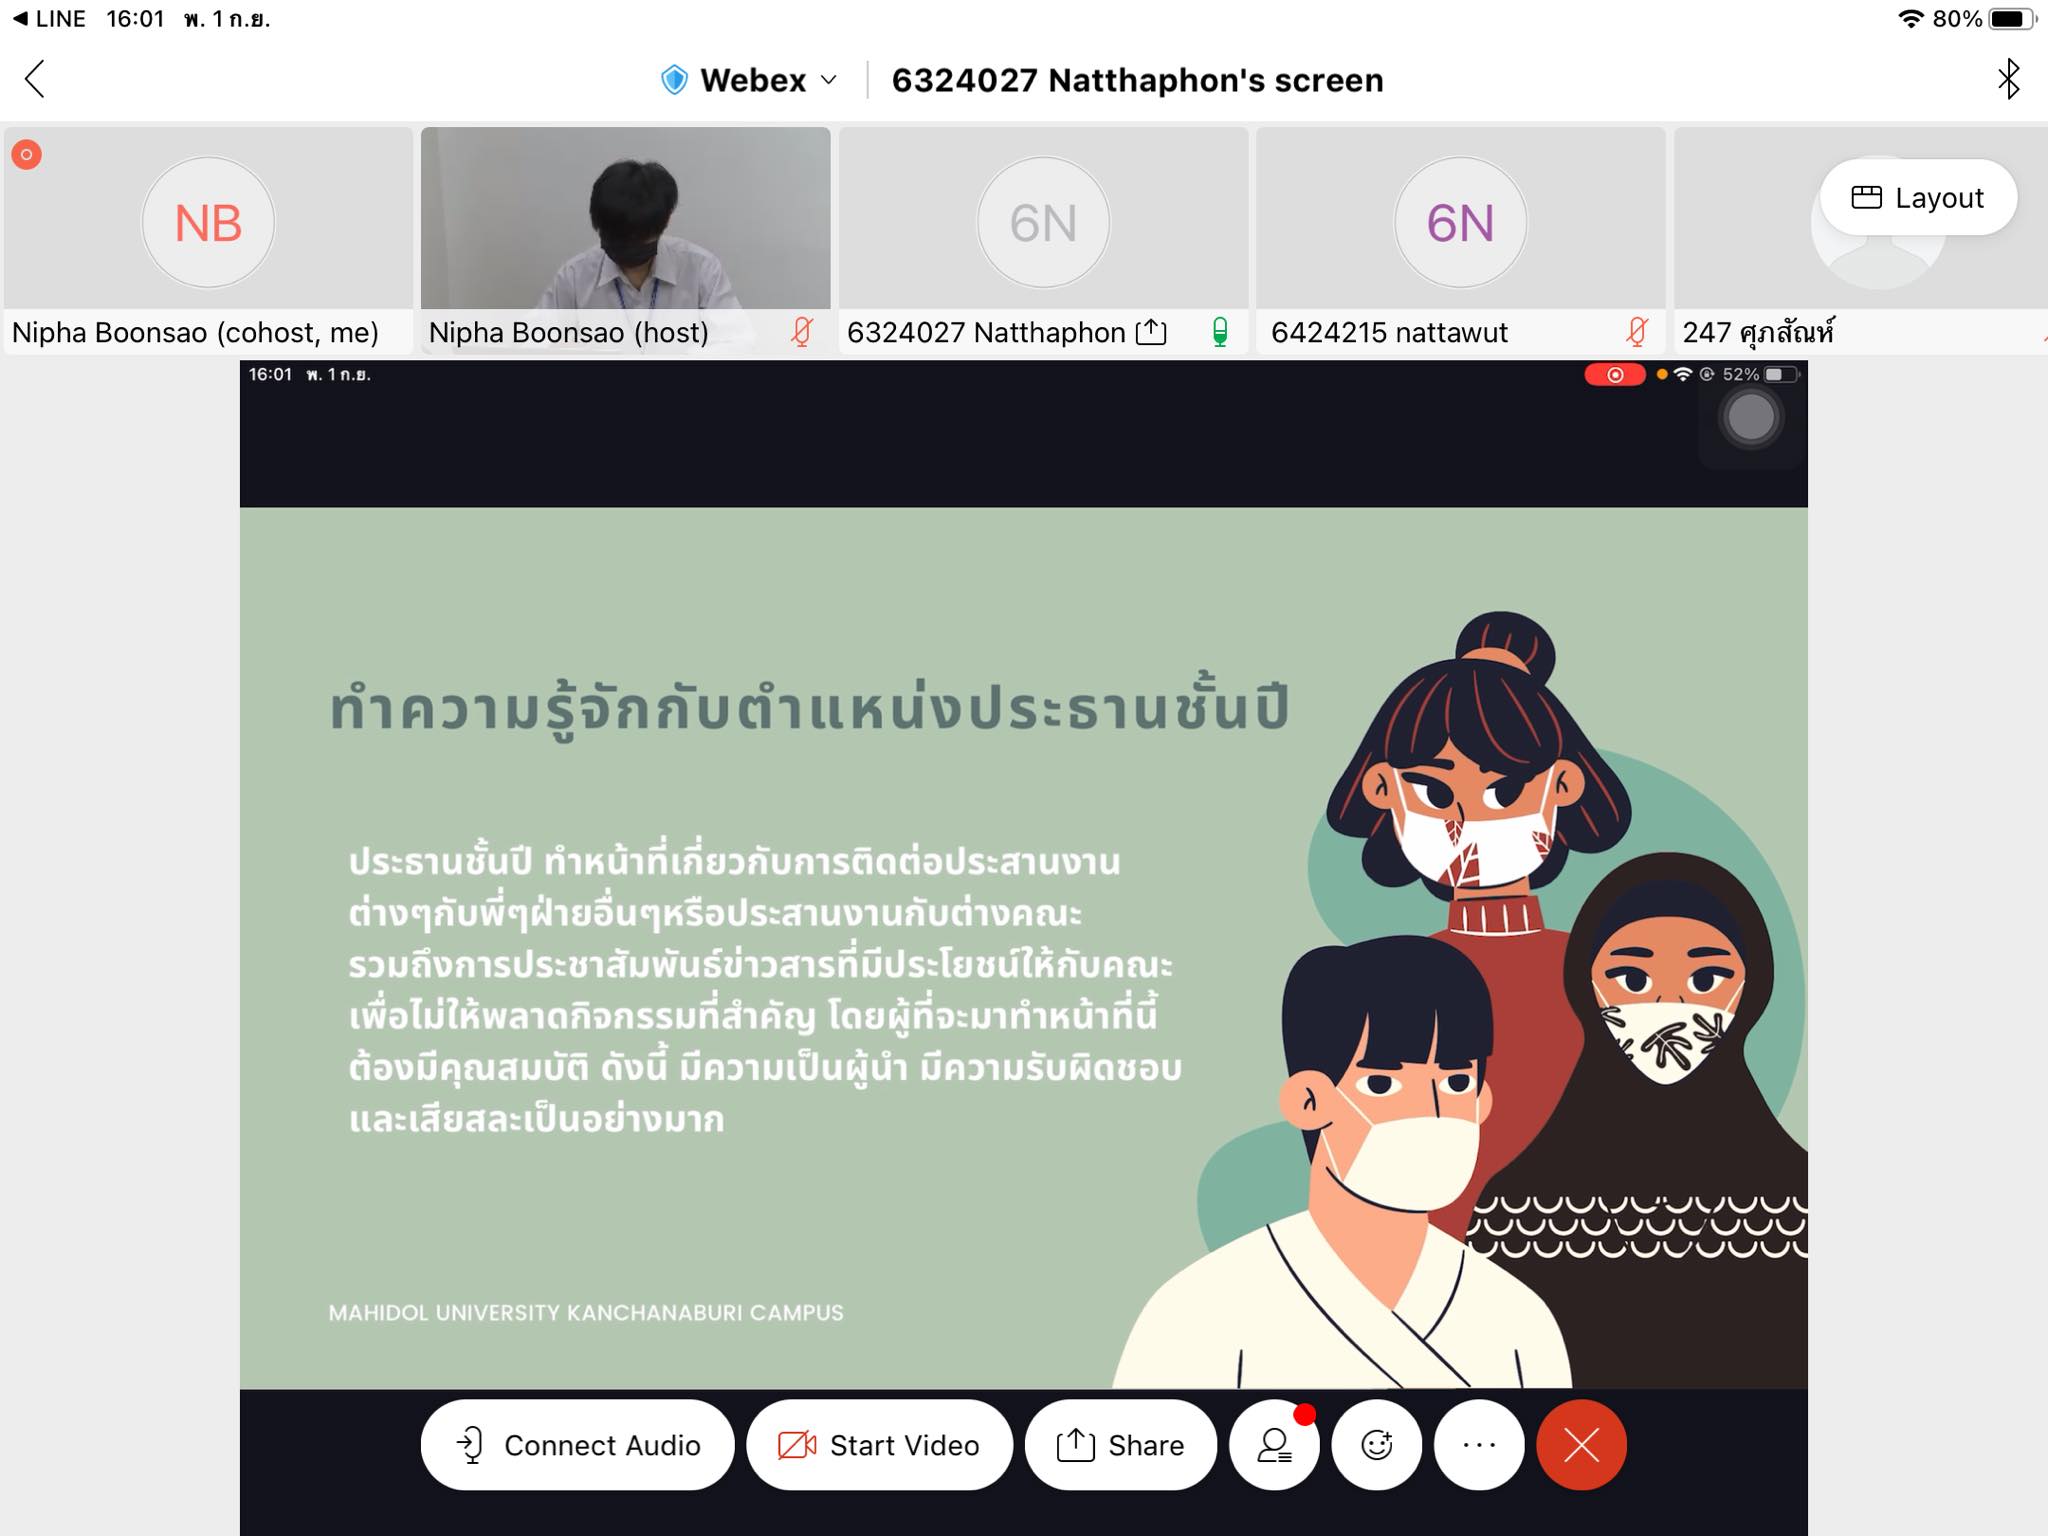 LINE 16:01 พ. 1 ก.ย. 80%
Webex 6324027 Natthaphon's screen
NB 6N 6N Layout
Nipha Boonsao (cohost, me) Nipha Boonsao (host) 6324027 Natthaphon 6424215 nattawut 247 ศุภสัณห์
16:01 พ. 1 ก.ย. 52%
ทำความรู้จักกับตำแหน่งประธานชั้นปี
ประธานชั้นปี ทำหน้าที่เกี่ยวกับการติดต่อประสานงาน
ต่างๆกับพี่ๆฝ่ายอื่นๆหรือประสานงานกับต่างคณะ
รวมถึงการประชาสัมพันธ์ข่าวสารที่มีประโยชน์ให้กับคณะ
เพื่อไม่ให้พลาดกิจกรรมที่สำคัญ โดยผู้ที่จะมาทำหน้าที่นี้
ต้องมีคุณสมบัติ ดังนี้ มีความเป็นผู้นำ มีความรับผิดชอบ
และเสียสละเป็นอย่างมาก
MAHIDOL UNIVERSITY KANCHANABURI CAMPUS
Connect Audio Start Video Share